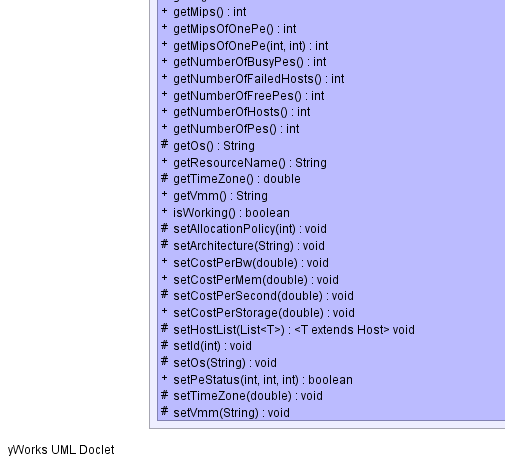 + getMips() : int
+ getMipsOfOnePe() : int
+ getMipsOfOnePe(int, int) : int
+ getNumberOfBusyPes() : int
+ getNumberOfFailedHosts() : int
+ getNumberOfFreePes() : int
+ getNumberOfHosts() : int
+ getNumberOfPes() : int
# getOs() : String
+ getResourceName() : String
# getTimeZone() : double
+ getVmm() : String
+ isWorking() : boolean
# setAllocationPolicy(int) : void
# setArchitecture(String) : void
+ setCostPerBw(double) : void
+ setCostPerMem(double) : void
# setCostPerSecond(double) : void
+ setCostPerStorage(double) : void
# setHostList(List<T>) : <T extends Host> void
# setId(int) : void
# setOs(String) : void
+ setPeStatus(int, int, int) : boolean
# setTimeZone(double) : void
# setVmm(String) : void
yWorks UML Doclet